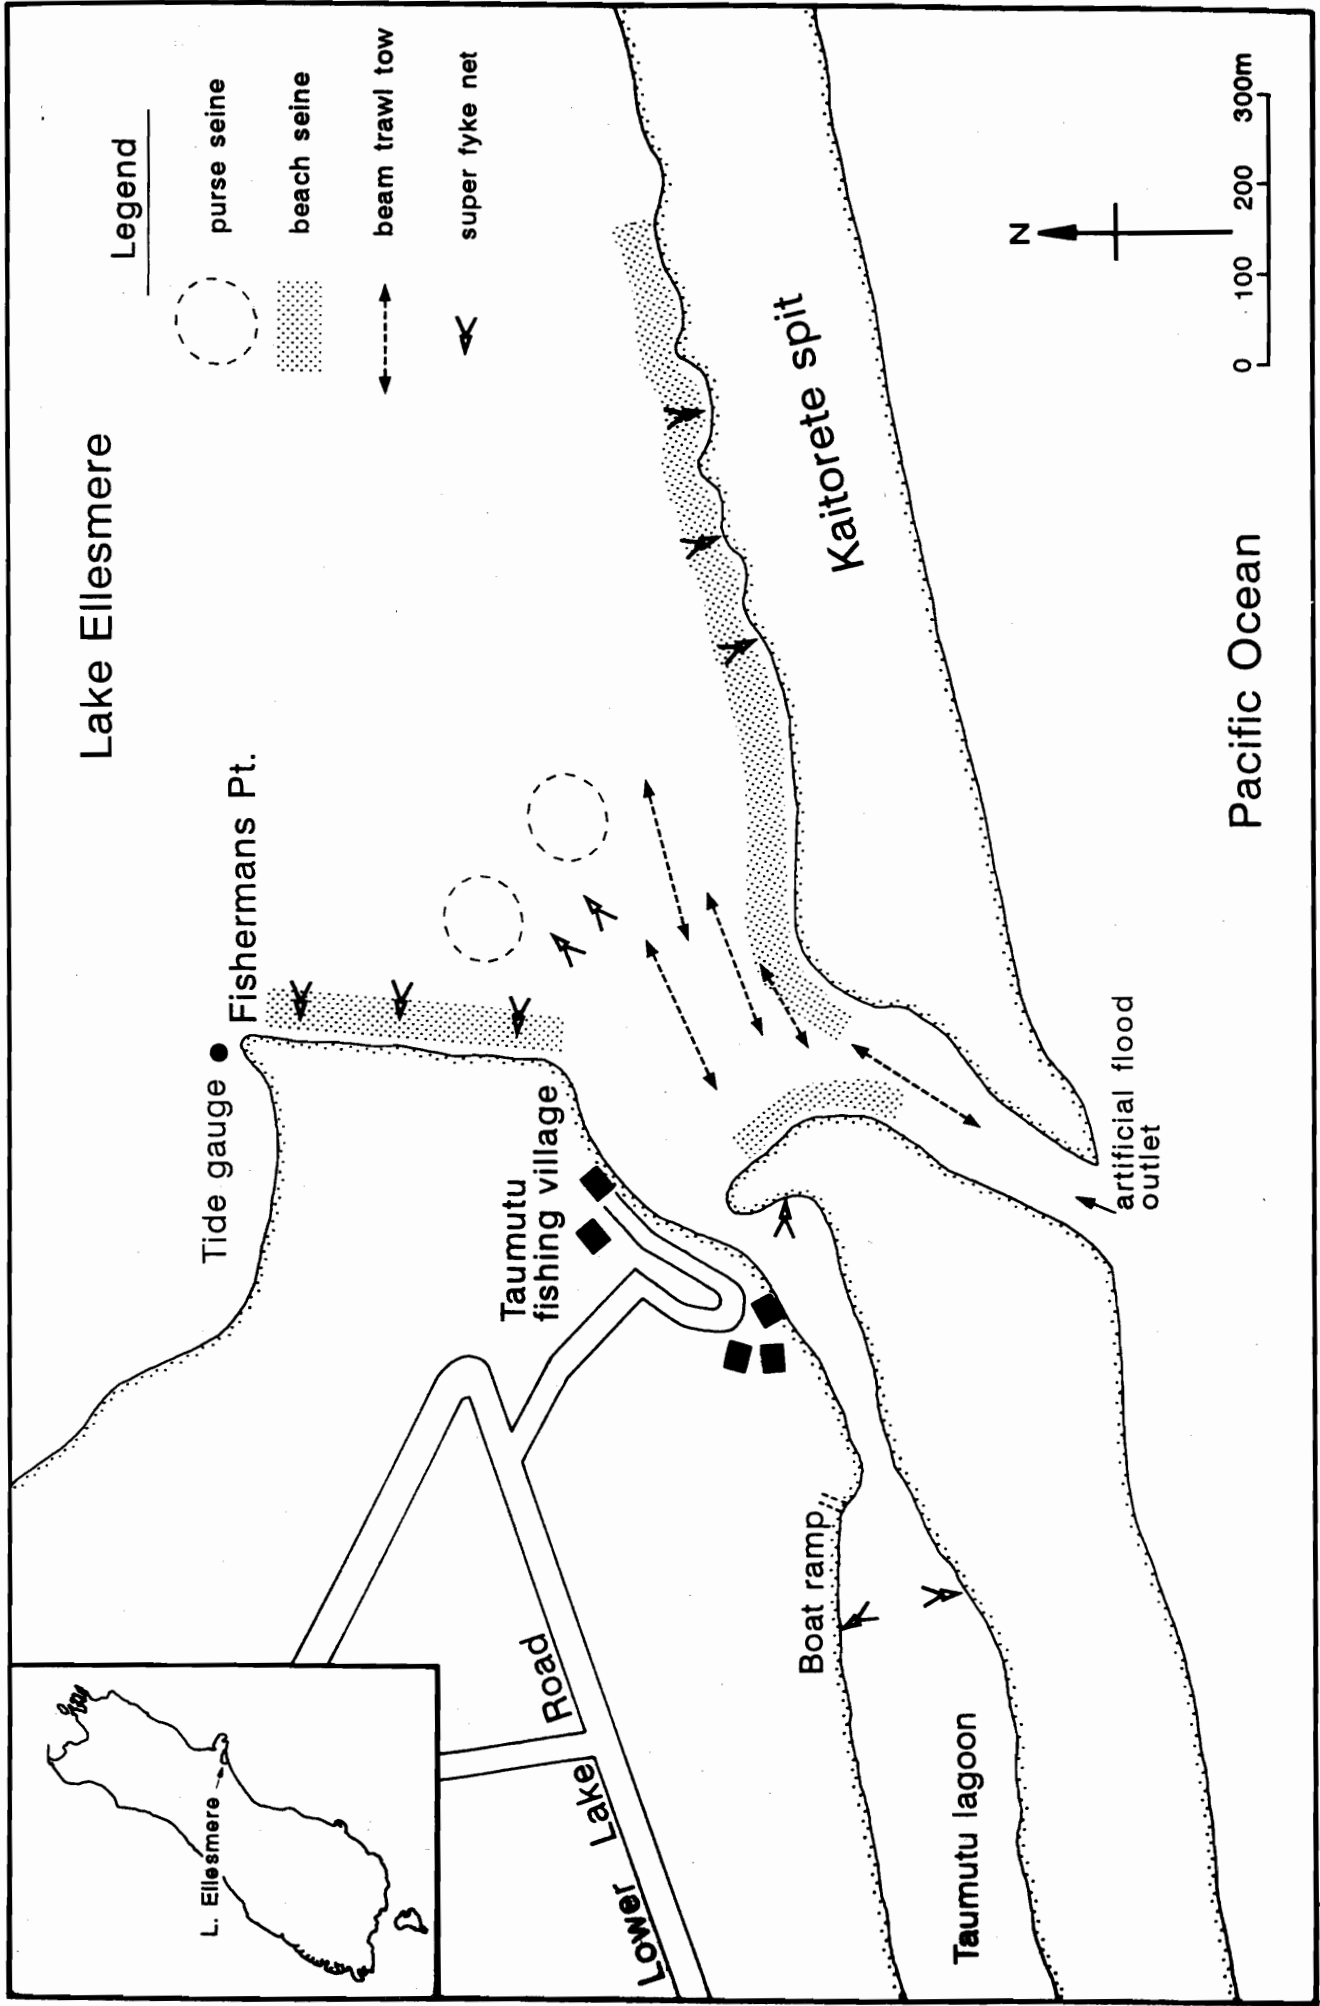 Lake Ellesmere
Legend
purse seine
beach seine
beam trawl tow
super fyke net
Fishermans Pt.
Tide gauge
Taumutu
fishing village
L. Ellesmere
Lower Lake Road
Boat ramp
Taumutu lagoon
Kaitorete spit
artificial flood
outlet
Pacific Ocean
N
0 100 200 300m